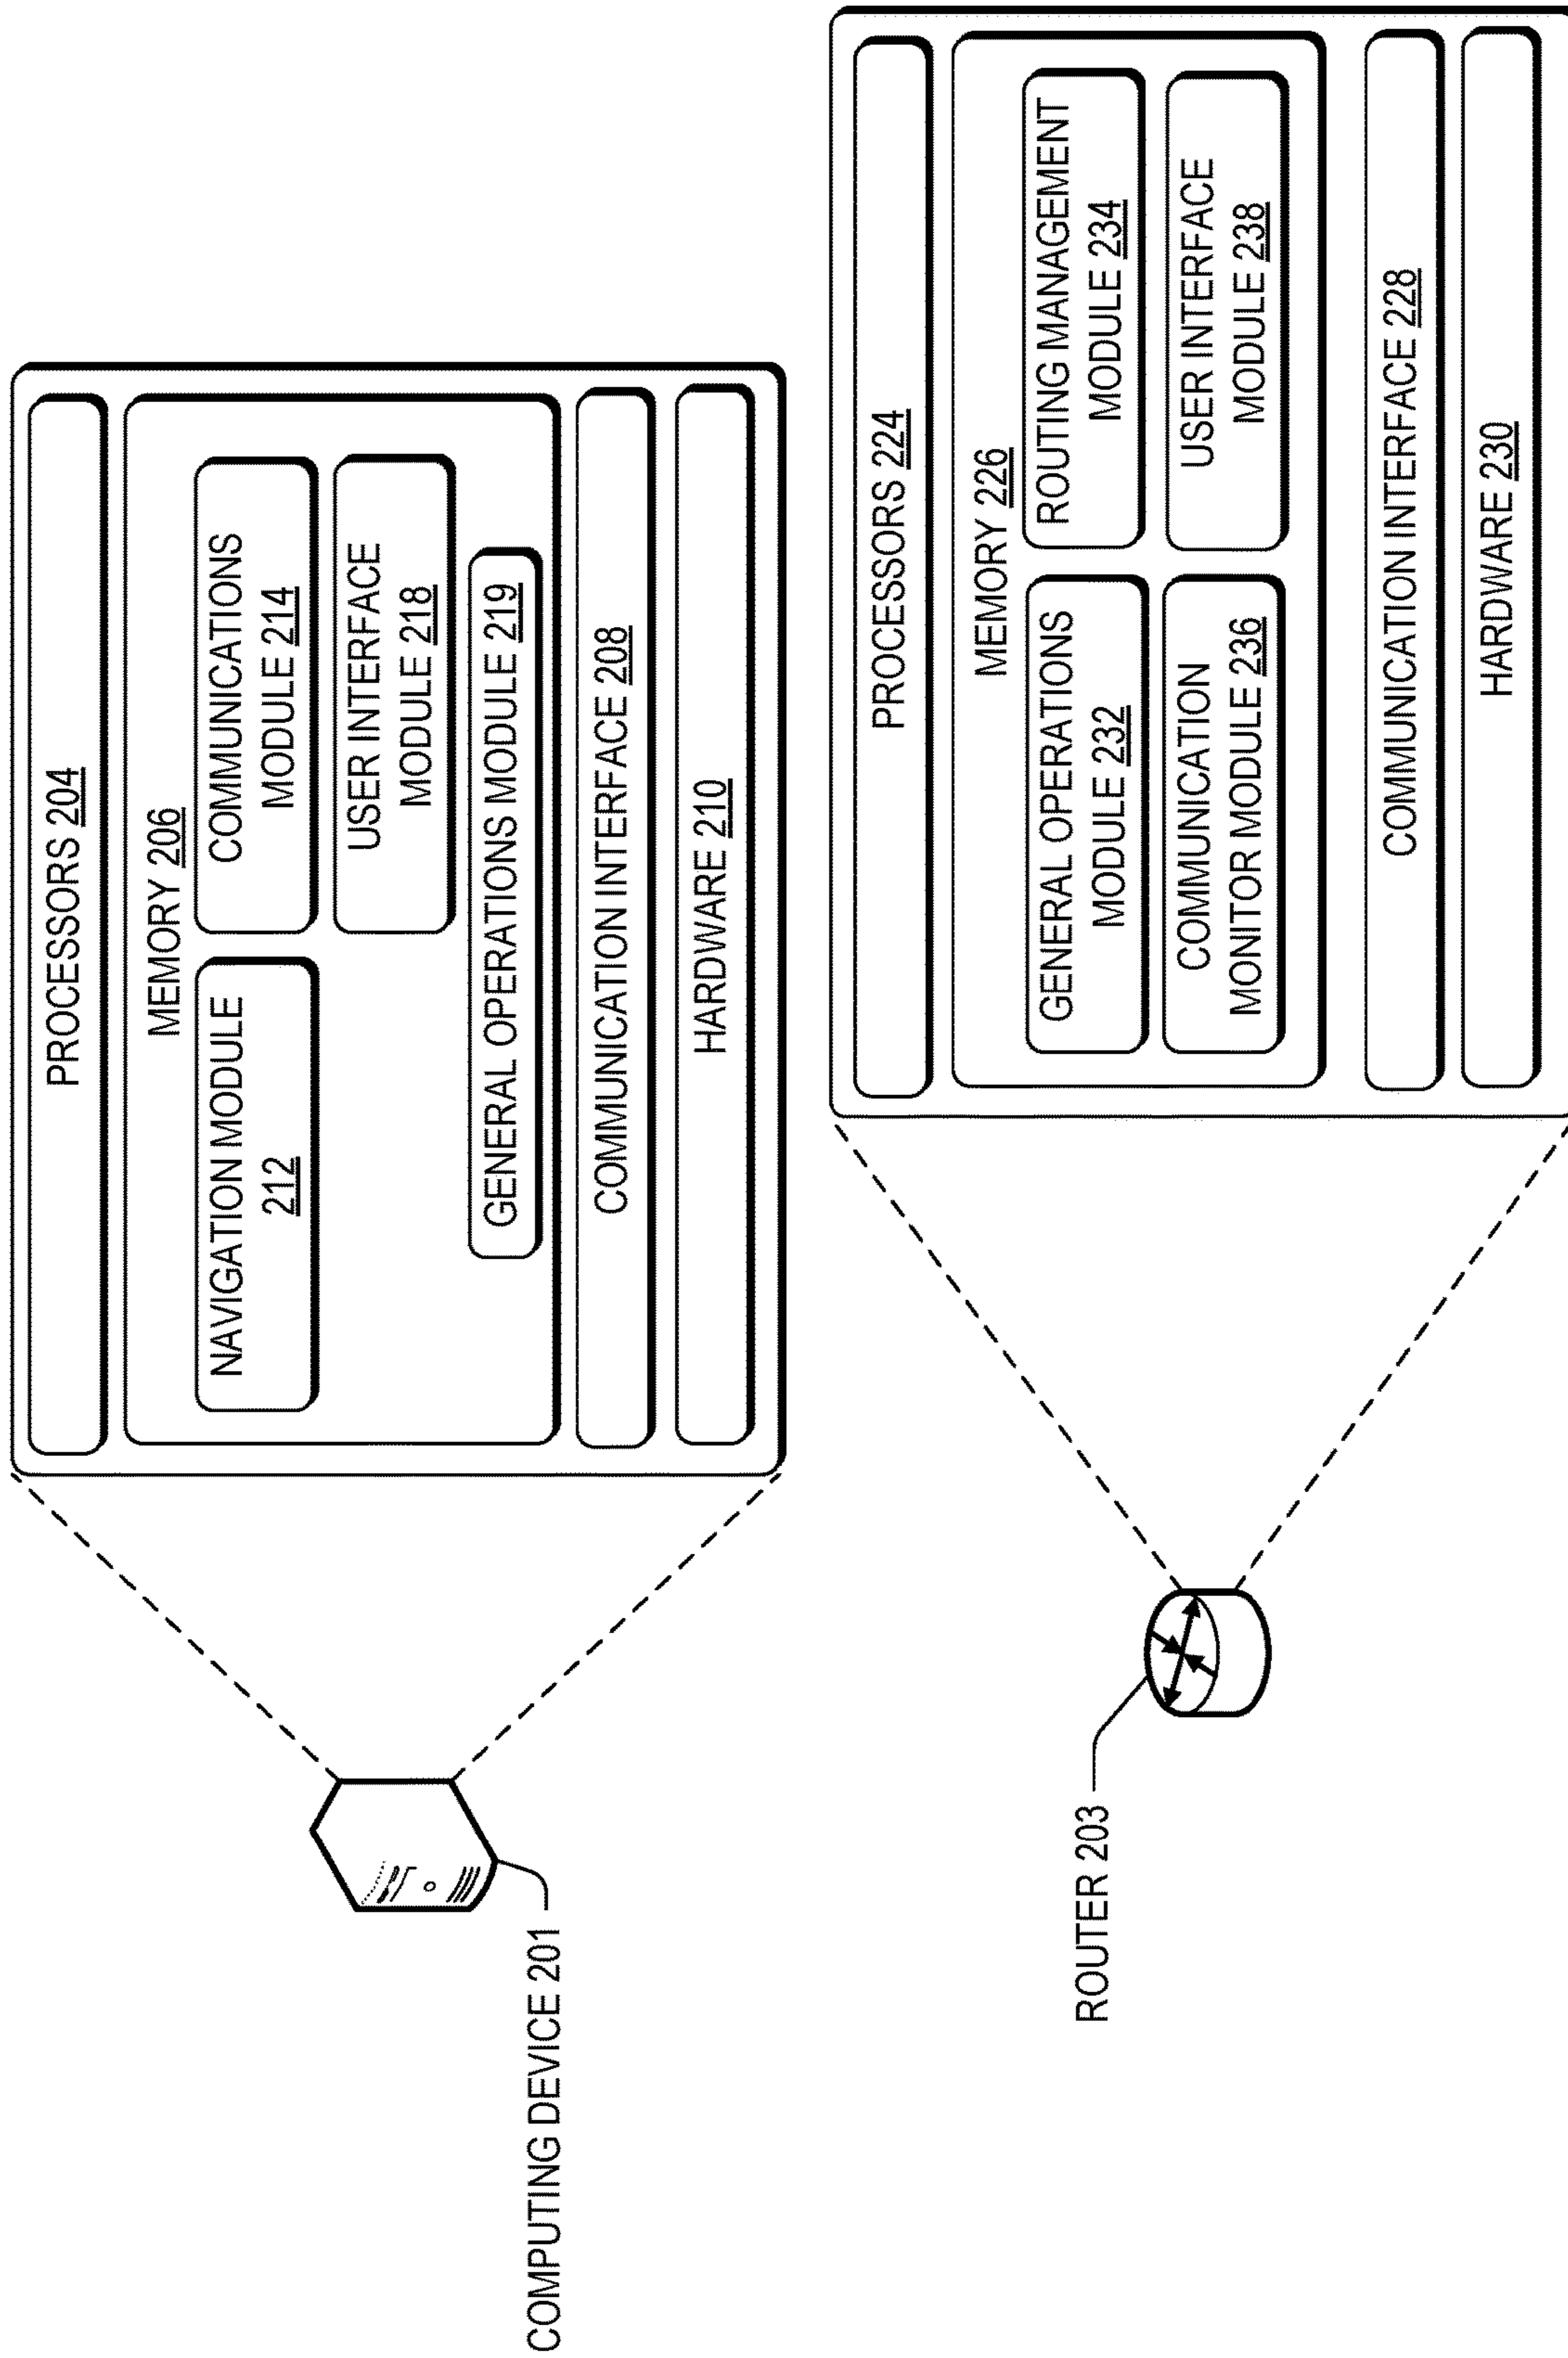 COMPUTING DEVICE 201
PROCESSORS 204
MEMORY 206
NAVIGATION MODULE
212
COMMUNICATIONS
MODULE 214
USER INTERFACE
MODULE 218
GENERAL OPERATIONS MODULE 219
COMMUNICATION INTERFACE 208
HARDWARE 210
ROUTER 203
PROCESSORS 224
MEMORY 226
GENERAL OPERATIONS
MODULE 232
ROUTING MANAGEMENT
MODULE 234
COMMUNICATION
MONITOR MODULE 236
USER INTERFACE
MODULE 238
COMMUNICATION INTERFACE 228
HARDWARE 230